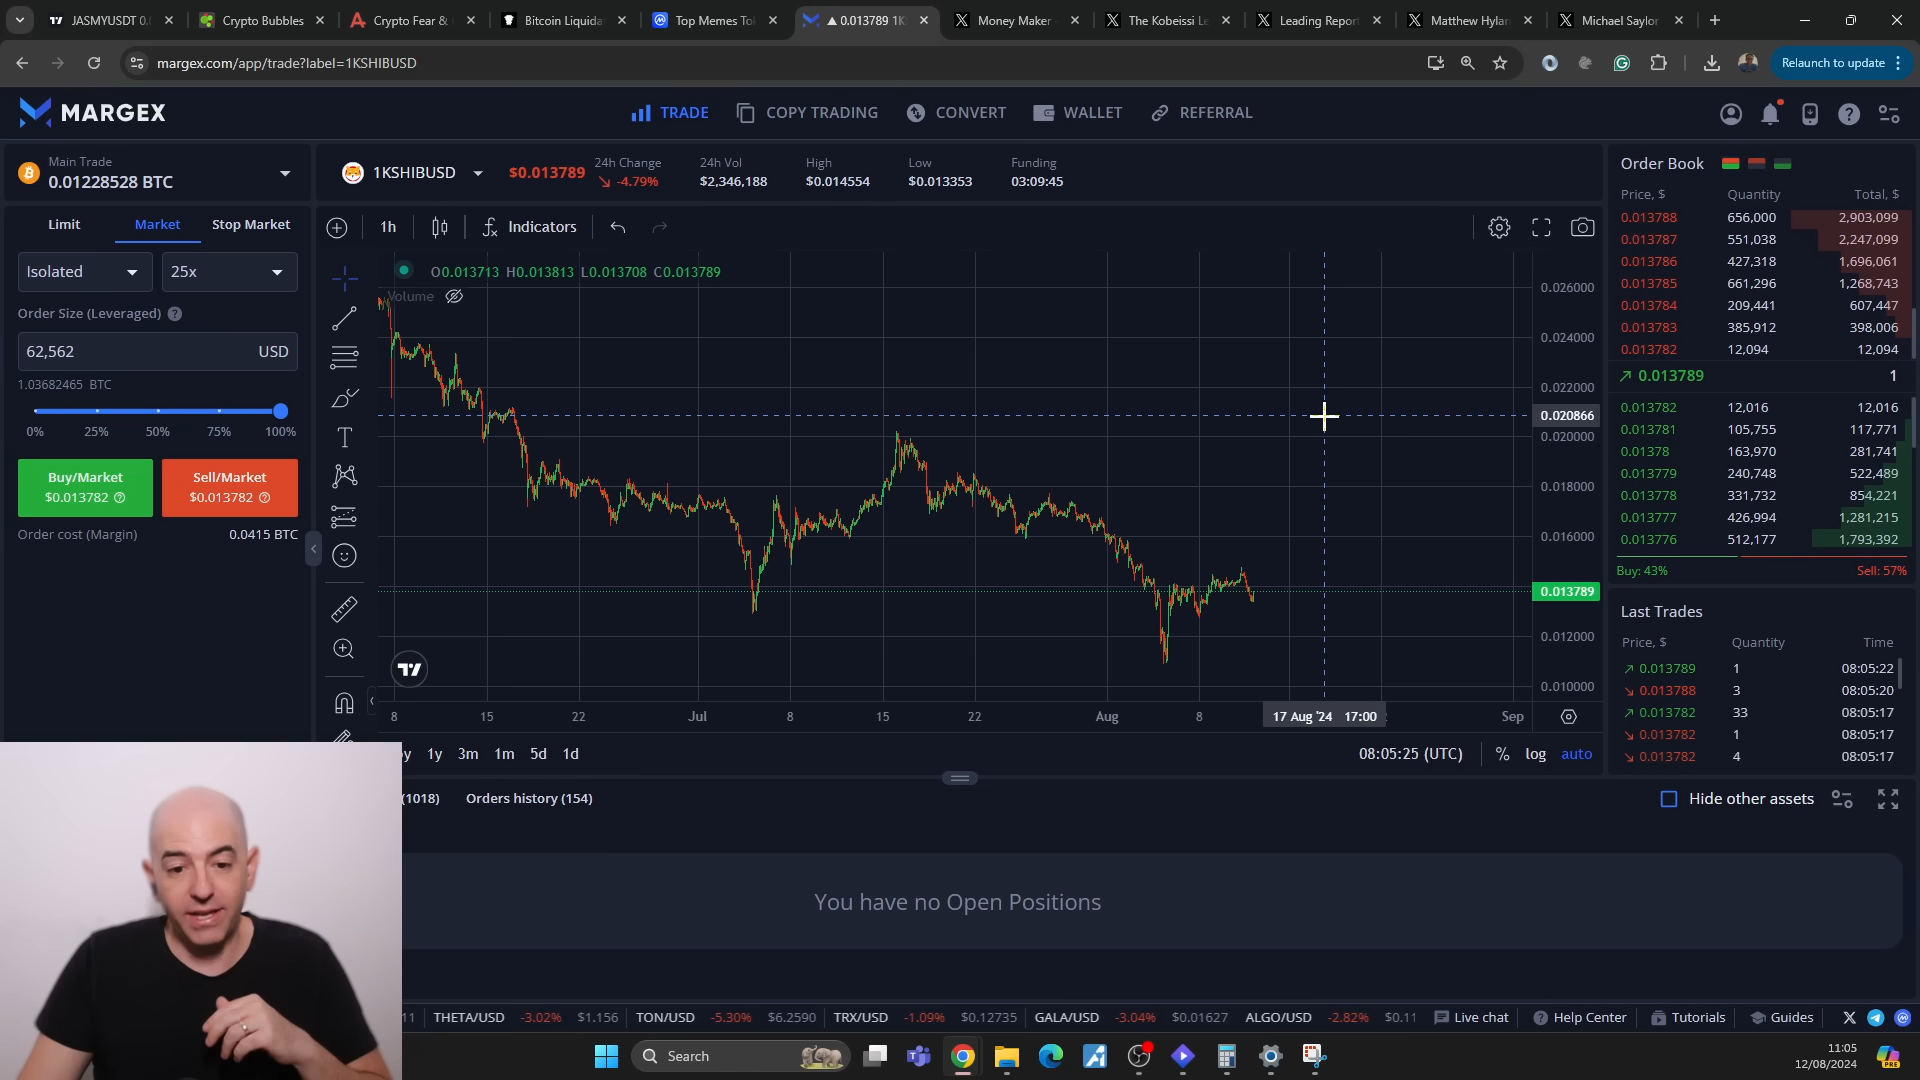 JASMYUSDT 0.
Crypto Bubbles
Crypto Fear &
Bitcoin Liquida
Top Memes To
▲ 0.013789 1K
Money Maker
The Kobeissi Le
Leading Report
Matthew Hylan
Michael Saylor
margex.com/app/trade?label=1KSHIBUSD
Relaunch to update
MARGEX
TRADE
COPY TRADING
CONVERT
WALLET
REFERRAL
Main Trade
0.01228528 BTC
1KSHIBUSD
$0.013789
24h Change
-4.79%
24h Vol
$2,346,188
High
$0.014554
Low
$0.013353
Funding
03:09:45
Limit
Market
Stop Market
Isolated
25x
Order Size (Leveraged)
62,562 USD
1.03682465 BTC
0% 25% 50% 75% 100%
Buy/Market
$0.013782
Sell/Market
$0.013782
Order cost (Margin) 0.0415 BTC
1h
Indicators
O0.013713 H0.013813 L0.013708 C0.013789
Volume
0.026000
0.024000
0.022000
0.020866
0.020000
0.018000
0.016000
0.013789
0.012000
0.010000
8 15 22 Jul 8 15 22 Aug 8 17 Aug '24 17:00 Sep
y 1y 3m 1m 5d 1d
08:05:25 (UTC) % log auto
Order Book
Price, $ Quantity Total, $
0.013788 656,000 2,903,099
0.013787 551,038 2,247,099
0.013786 427,318 1,696,061
0.013785 661,296 1,268,743
0.013784 209,441 607,447
0.013783 385,912 398,006
0.013782 12,094 12,094
0.013789 1
0.013782 12,016 12,016
0.013781 105,755 117,771
0.01378 163,970 281,741
0.013779 240,748 522,489
0.013778 331,732 854,221
0.013777 426,994 1,281,215
0.013776 512,177 1,793,392
Buy: 43% Sell: 57%
Last Trades
Price, $ Quantity Time
0.013789 1 08:05:22
0.013788 3 08:05:20
0.013782 33 08:05:17
0.013782 1 08:05:17
0.013782 4 08:05:17
(1018)
Orders history (154)
Hide other assets
You have no Open Positions
11
THETA/USD -3.02% $1.156
TON/USD -5.30% $6.2590
TRX/USD -1.09% $0.12735
GALA/USD -3.04% $0.01627
ALGO/USD -2.82% $0.11
Live chat
Help Center
Tutorials
Guides
Search
11:05
12/08/2024
PRE